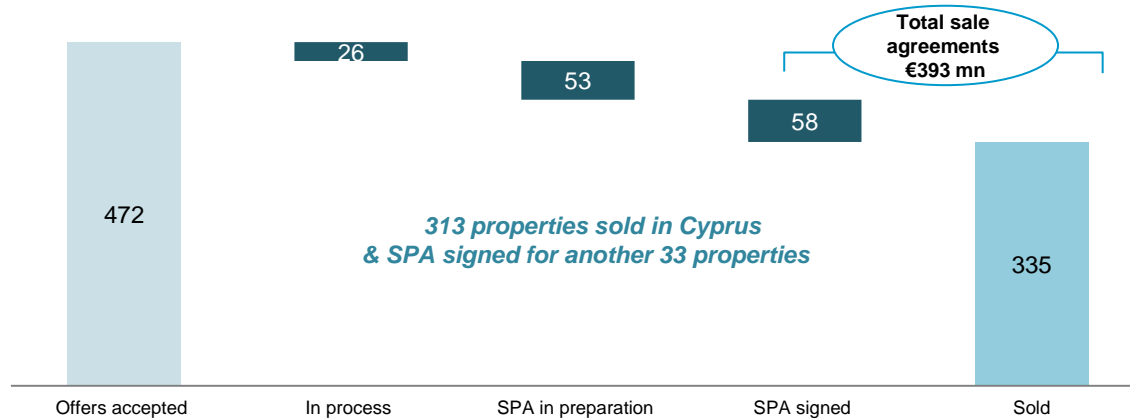 Total sale
agreements
€393 mn
26
53
58
472
313 properties sold in Cyprus
& SPA signed for another 33 properties
335
Offers accepted
In process
SPA in preparation
SPA signed
Sold